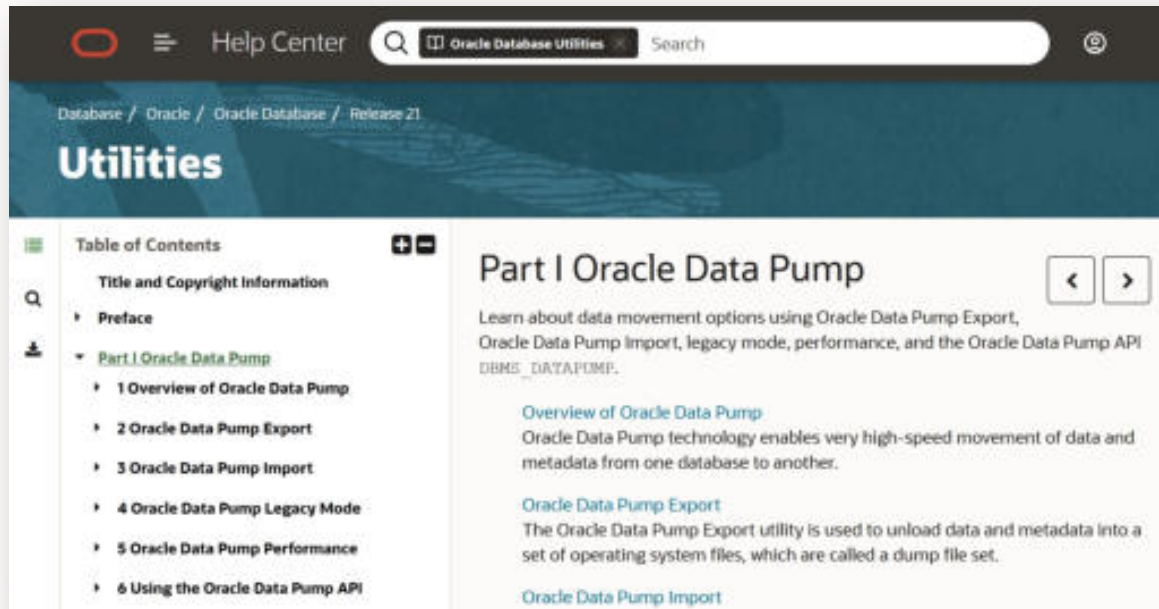 Help Center
Oracle Database Utilities
Search
Database / Oracle / Oracle Database / Release 21
Utilities
Table of Contents
Title and Copyright Information
Preface
Part I Oracle Data Pump
1 Overview of Oracle Data Pump
2 Oracle Data Pump Export
3 Oracle Data Pump Import
4 Oracle Data Pump Legacy Mode
5 Oracle Data Pump Performance
6 Using the Oracle Data Pump API
Part I Oracle Data Pump
Learn about data movement options using Oracle Data Pump Export,
Oracle Data Pump Import, legacy mode, performance, and the Oracle Data Pump API
DBMS_DATAPUMP.
Overview of Oracle Data Pump
Oracle Data Pump technology enables very high-speed movement of data and
metadata from one database to another.
Oracle Data Pump Export
The Oracle Data Pump Export utility is used to unload data and metadata into a
set of operating system files, which are called a dump file set.
Oracle Data Pump Import